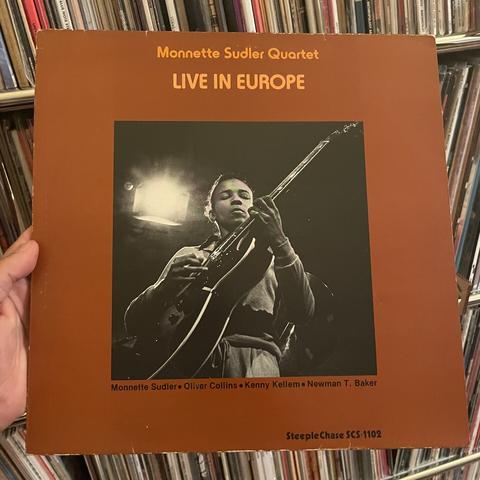 Monnette Sudler Quartet
LIVE IN EUROPE
Monnette Sudler • Oliver Collins • Kenny Kellem • Newman T. Baker
SteepleChase SCS-1102